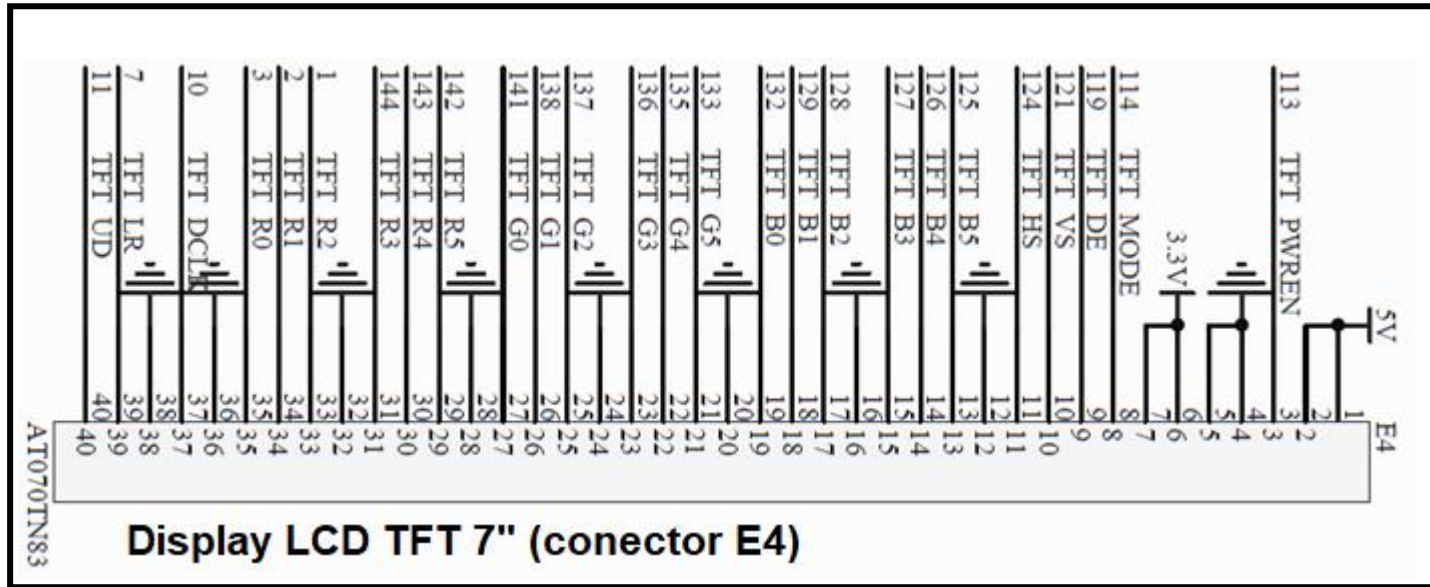 11 TFT UD
7 TFT LR
10 TFT DCLK
3 TFT R0
2 TFT R1
1 TFT R2
144 TFT R3
143 TFT R4
142 TFT R5
141 TFT G0
138 TFT G1
137 TFT G2
136 TFT G3
135 TFT G4
133 TFT G5
132 TFT B0
129 TFT B1
128 TFT B2
127 TFT B3
126 TFT B4
125 TFT B5
124 TFT HS
121 TFT VS
119 TFT DE
114 TFT MODE
3.3V
113 TFT PWREN
5V
40 39 38 37 36 35 34 33 32 31 30 29 28 27 26 25 24 23 22 21 20 19 18 17 16 15 14 13 12 11 10 9 8 7 6 5 4 3 2 1
E4
40 39 38 37 36 35 34 33 32 31 30 29 28 27 26 25 24 23 22 21 20 19 18 17 16 15 14 13 12 11 10 9 8 7 6 5 4 3 2
AT070TN83
Display LCD TFT 7" (conector E4)